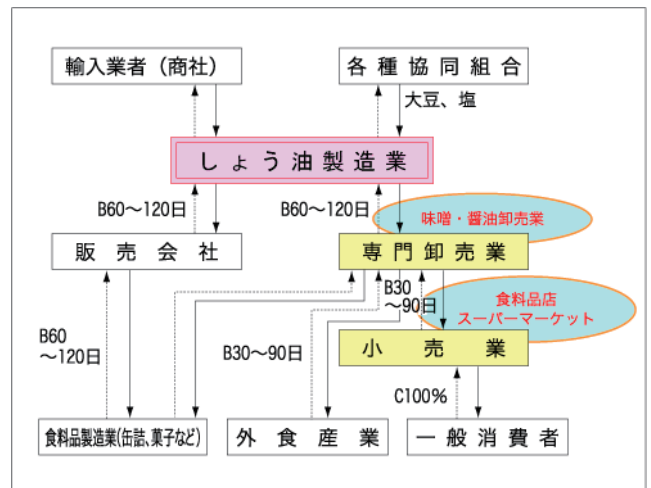 輸入業者（商社）
各種協同組合
大豆、塩
しょう油製造業
B60～120日
B60～120日
味噌・醤油卸売業
販売会社
専門卸売業
B30
～90日
食料品店
スーパーマーケット
B60
～120日
B30～90日
小売業
C100％
食料品製造業(缶詰、菓子など)
外食産業
一般消費者